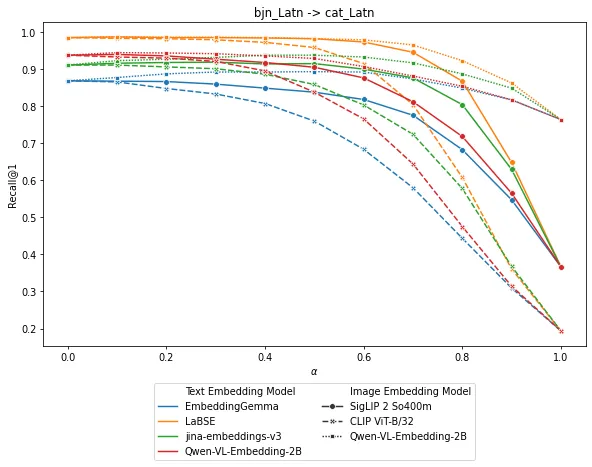 bjn_Latn -> cat_Latn
Recall@1
1.0
0.9
0.8
0.7
0.6
0.5
0.4
0.3
0.2
0.0 0.2 0.4 0.6 0.8 1.0
α
Text Embedding Model
EmbeddingGemma
LaBSE
jina-embeddings-v3
Qwen-VL-Embedding-2B
Image Embedding Model
SigLIP 2 So400m
CLIP ViT-B/32
Qwen-VL-Embedding-2B